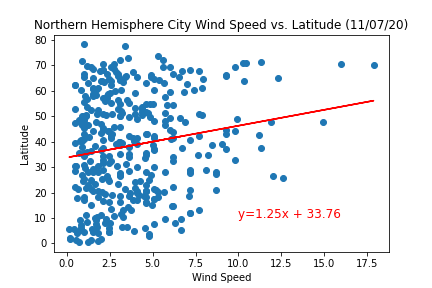 Northern Hemisphere City Wind Speed vs. Latitude (11/07/20)
80
70
60
50
40
30
20
10
0
Latitude
y=1.25x + 33.76
0.0 2.5 5.0 7.5 10.0 12.5 15.0 17.5
Wind Speed